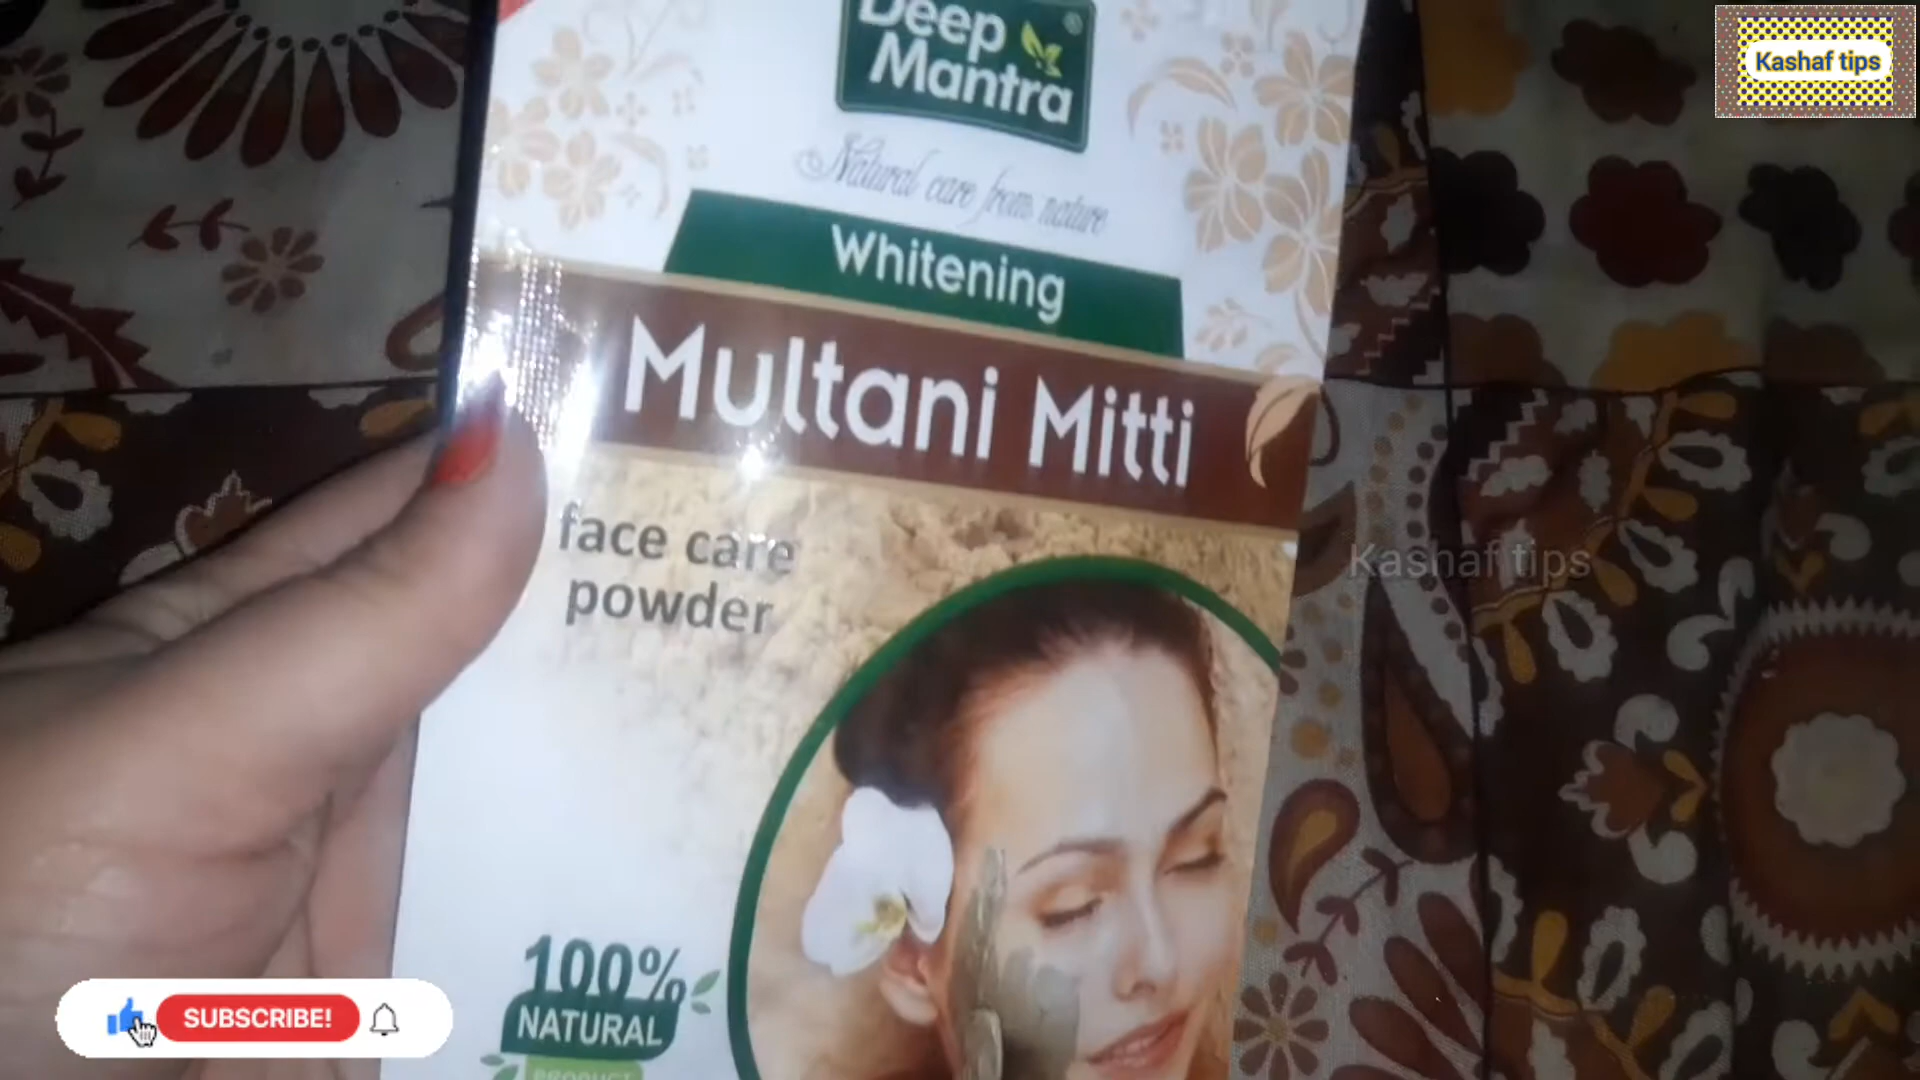 Deep
Mantra
®
Natural care from nature
Whitening
Multani Mitti
face care
powder
100%
NATURAL
PRODUCT
Kashaf tips
Kashaf tips
SUBSCRIBE!